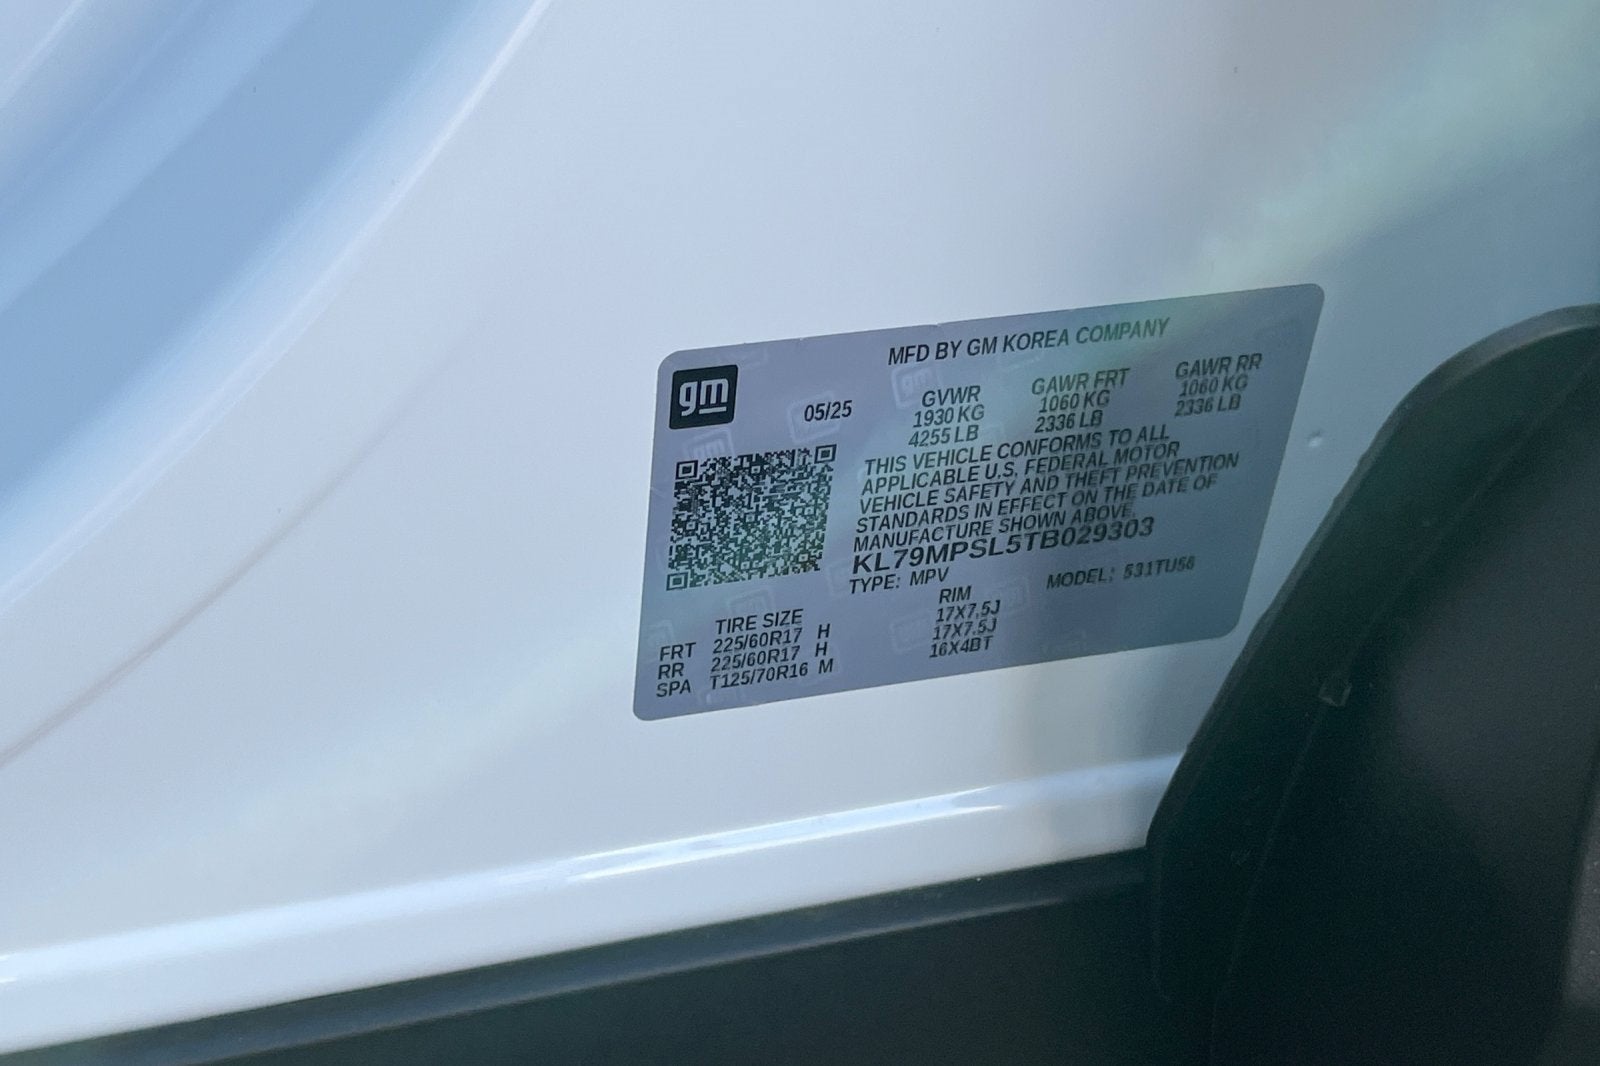 gm
MFD BY GM KOREA COMPANY
05/25
GVWR GAWR FRT GAWR RR
1930 KG 1060 KG 1060 KG
4255 LB 2336 LB 2336 LB
THIS VEHICLE CONFORMS TO ALL
APPLICABLE U.S. FEDERAL MOTOR
VEHICLE SAFETY AND THEFT PREVENTION
STANDARDS IN EFFECT ON THE DATE OF
MANUFACTURE SHOWN ABOVE.
KL79MPSL5TB029303
TYPE: MPV MODEL: 531TU56
TIRE SIZE RIM
FRT 225/60R17 H 17X7.5J
RR 225/60R17 H 17X7.5J
SPA T125/70R16 M 16X4BT